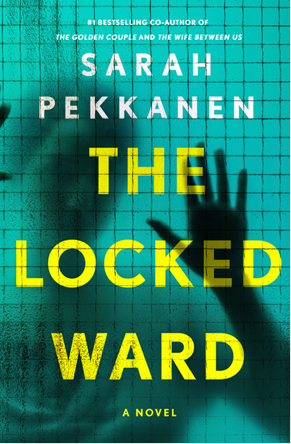 #1 BESTSELLING CO-AUTHOR OF
THE GOLDEN COUPLE AND THE WIFE BETWEEN US
SARAH
PEKKANEN
THE
LOCKED
WARD
A NOVEL